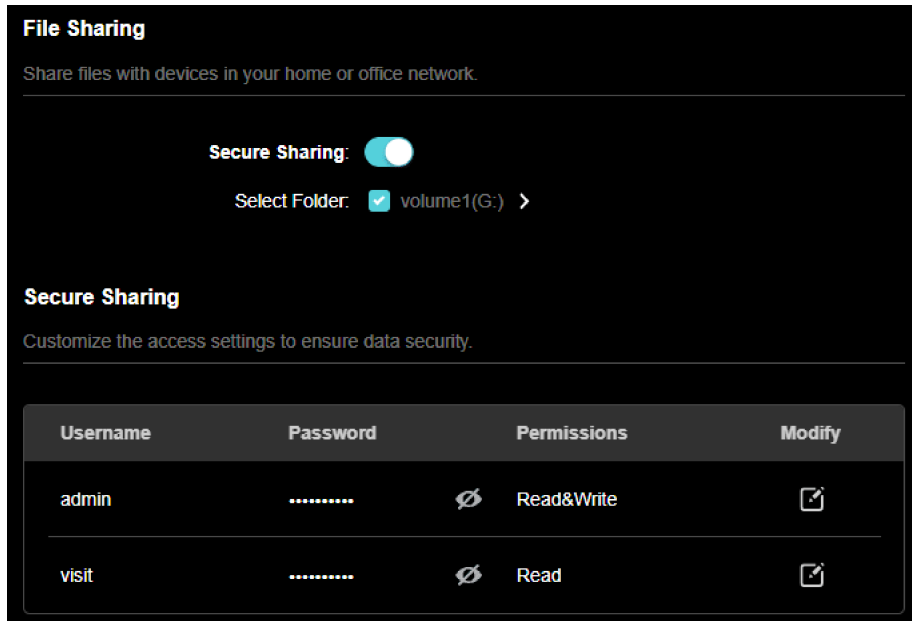 File Sharing
Share files with devices in your home or office network.
Secure Sharing:
Select Folder: volume1(G:)
Secure Sharing
Customize the access settings to ensure data security.
Username Password Permissions Modify
admin •••••••••• Read&Write
visit •••••••••• Read